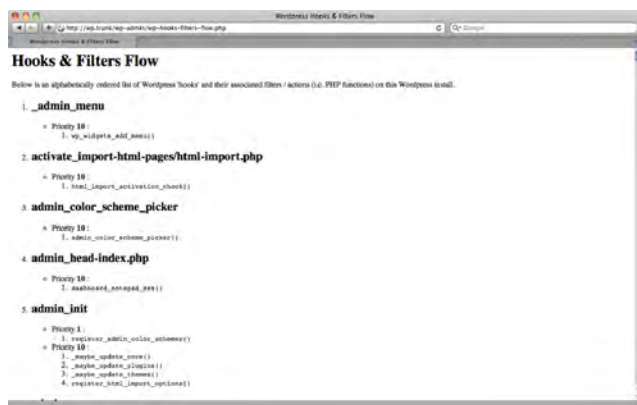 Wordpress Hooks & Filters Flow
http://wp.trunk/wp-admin/wp-hooks-filters-flow.php
Google
Wordpress Hooks & Filters Flow
Hooks & Filters Flow
Below is an alphabetically ordered list of Wordpress 'hooks' and their associated filters / actions (i.e. PHP functions) on this Wordpress install.
1. _admin_menu
Priority 10 :
1. wp_widgets_add_menu()
2. activate_import-html-pages/html-import.php
Priority 10 :
1. html_import_activation_check()
3. admin_color_scheme_picker
Priority 10 :
1. admin_color_scheme_picker()
4. admin_head-index.php
Priority 10 :
1. dashboard_notepad_css()
5. admin_init
Priority 1 :
1. register_admin_color_schemes()
Priority 10 :
1. _maybe_update_core()
2. _maybe_update_plugins()
3. _maybe_update_themes()
4. register_html_import_options()